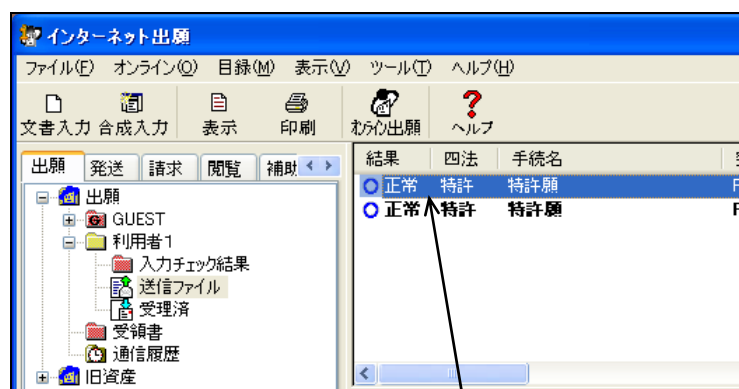 インターネット出願
ファイル(F) オンライン(O) 目録(M) 表示(V) ツール(T) ヘルプ(H)
文書入力 合成入力 表示 印刷 オンライン出願 ヘルプ
出願 発送 請求 閲覧 補助
結果 四法 手続名
正常 特許 特許願
正常 特許 特許願
出願
GUEST
利用者1
入力チェック結果
送信ファイル
受理済
受領書
通信履歴
旧資産